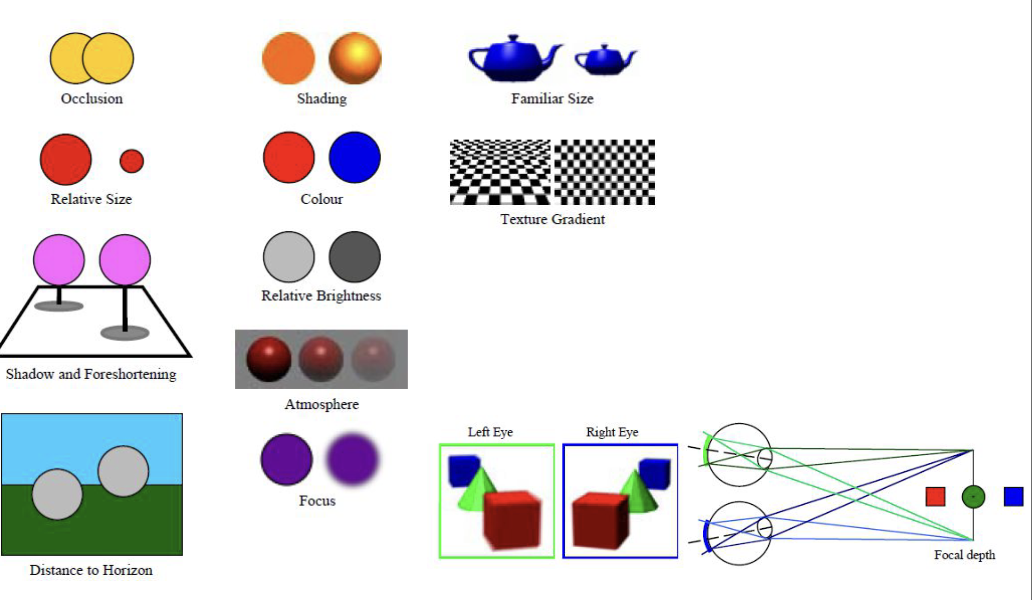 Occlusion
Shading
Familiar Size
Relative Size
Colour
Texture Gradient
Relative Brightness
Shadow and Foreshortening
Atmosphere
Left Eye
Right Eye
Focus
Focal depth
Distance to Horizon